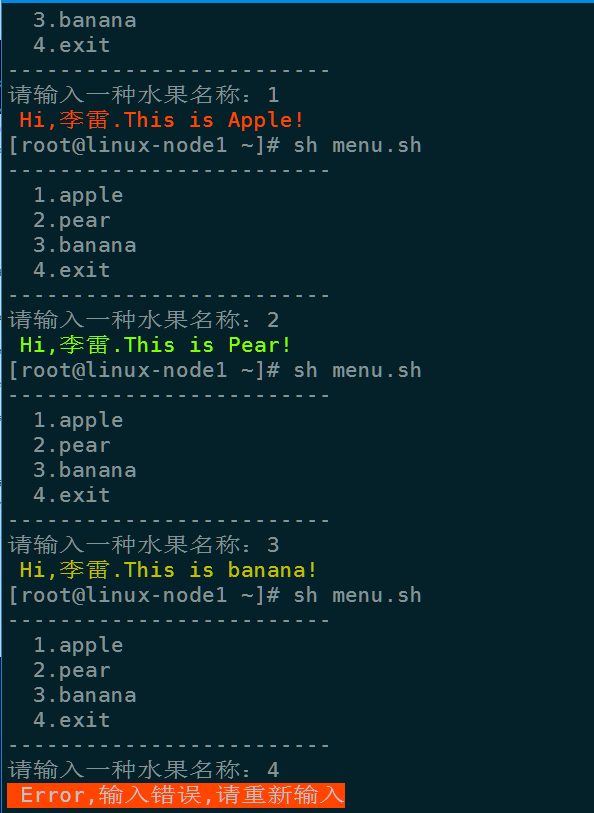 3.banana
4.exit
-------------------------
请输入一种水果名称：1
Hi,李雷.This is Apple!
[root@linux-node1 ~]# sh menu.sh
-------------------------
1.apple
2.pear
3.banana
4.exit
-------------------------
请输入一种水果名称：2
Hi,李雷.This is Pear!
[root@linux-node1 ~]# sh menu.sh
-------------------------
1.apple
2.pear
3.banana
4.exit
-------------------------
请输入一种水果名称：3
Hi,李雷.This is banana!
[root@linux-node1 ~]# sh menu.sh
-------------------------
1.apple
2.pear
3.banana
4.exit
-------------------------
请输入一种水果名称：4
Error,输入错误,请重新输入